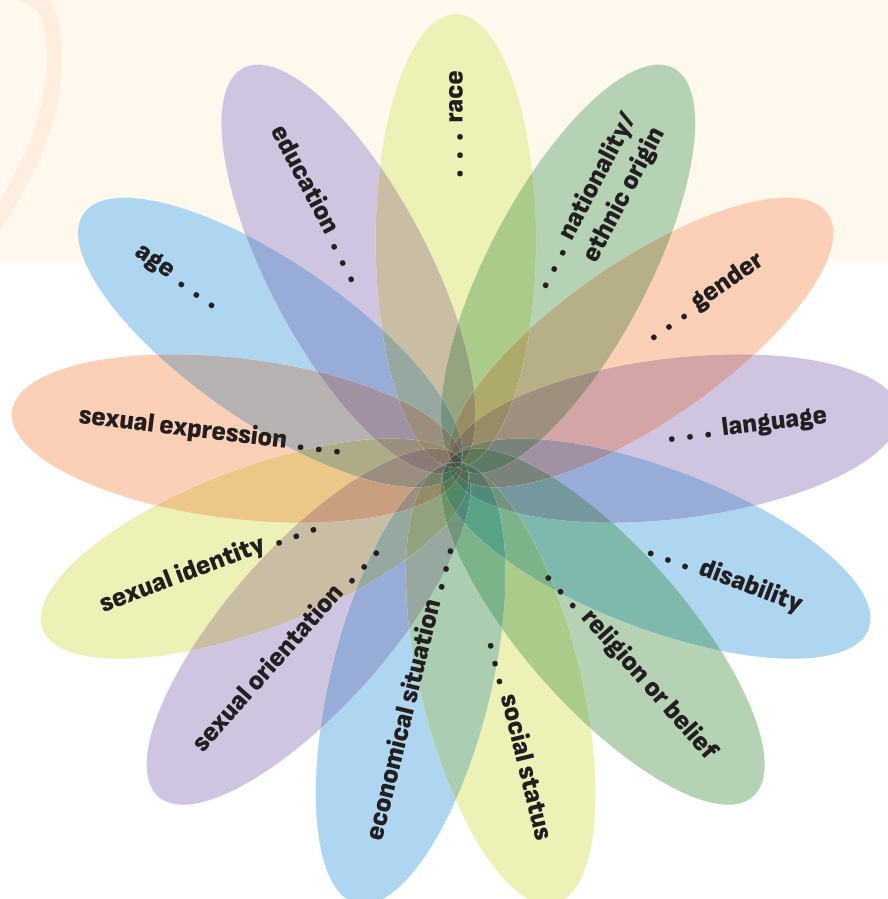 race
nationality/
ethnic origin
gender
language
disability
religion or belief
social status
economical situation
sexual orientation
sexual identity
sexual expression
age
education